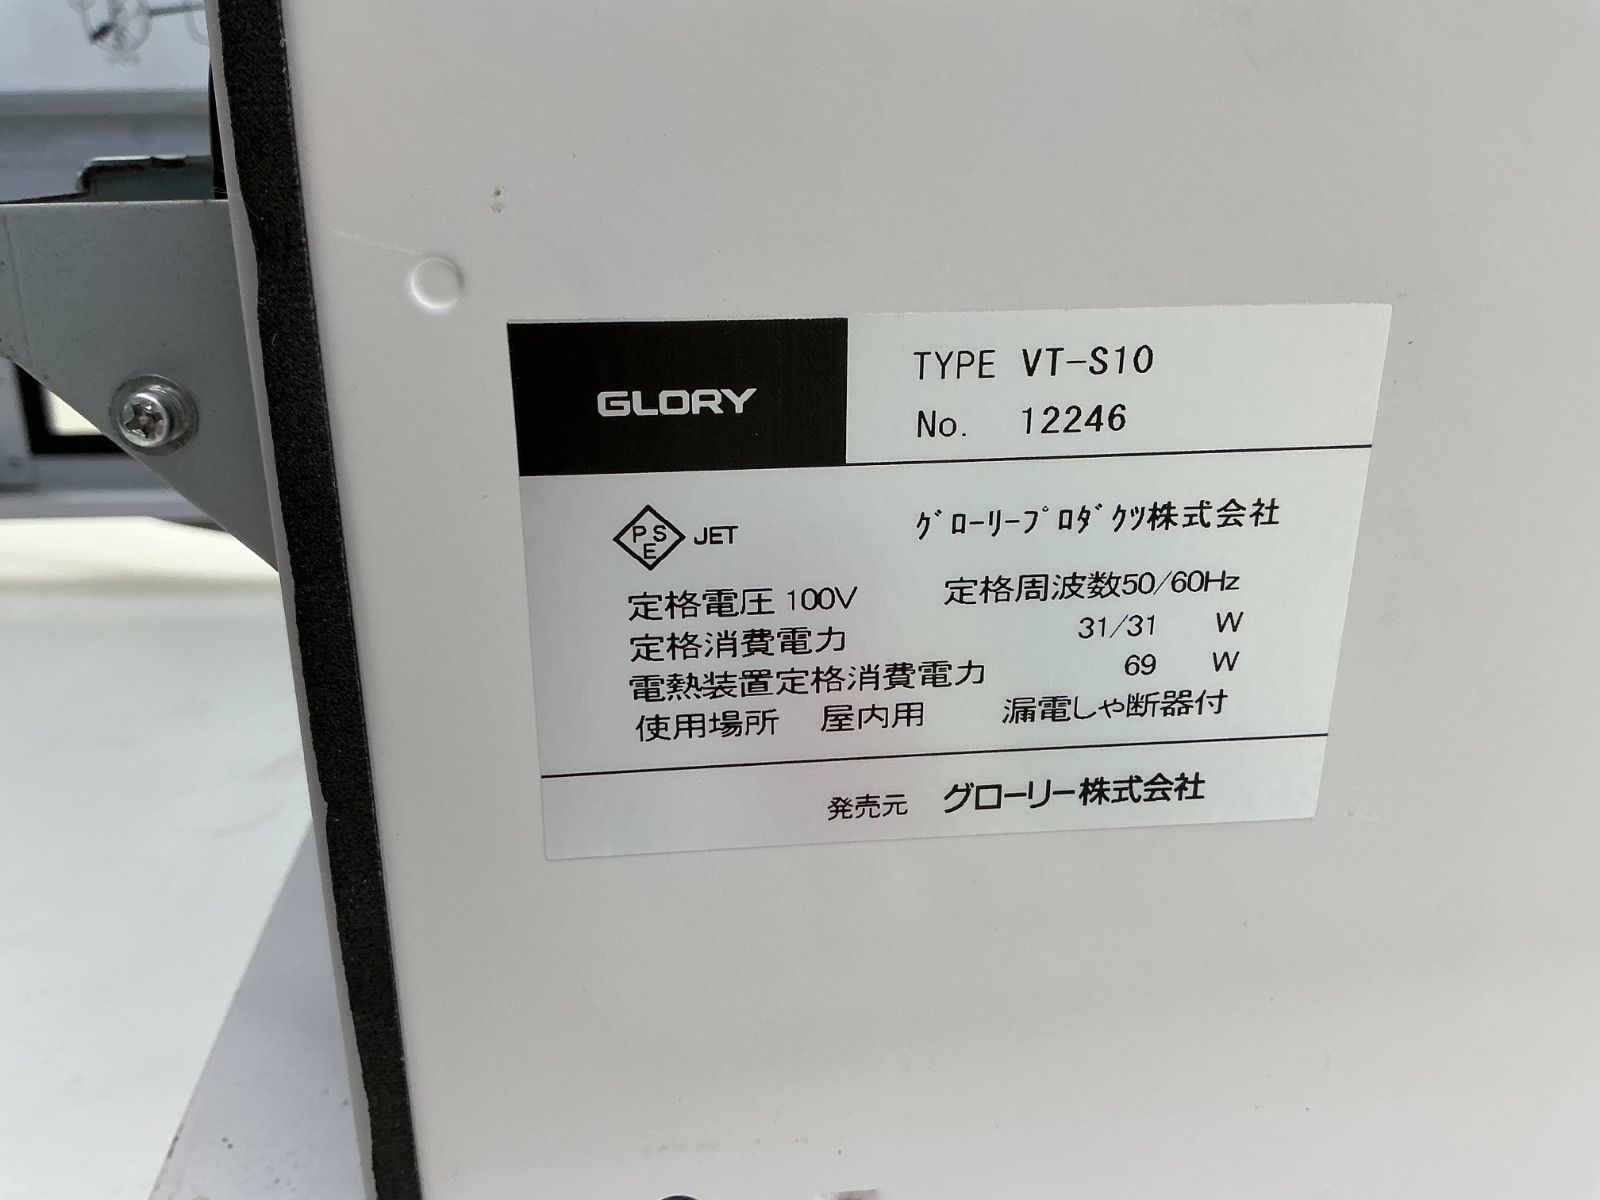 GLORY
TYPE VT-S10
No. 12246
PSE JET
グロ−リ−プロダクツ株式会社
定格電圧 100V 定格周波数50/60Hz
定格消費電力 31/31 W
電熱装置定格消費電力 69 W
使用場所 屋内用 漏電しゃ断器付
発売元 グローリー株式会社